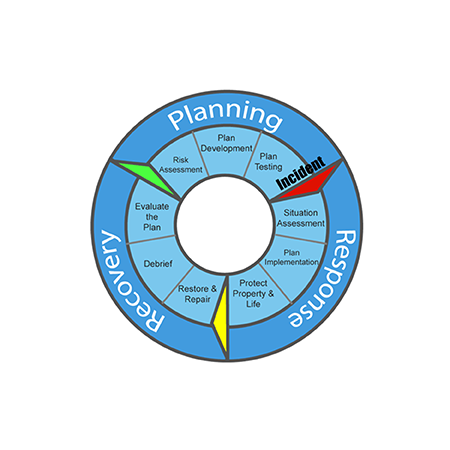 Planning
Plan
Development
Risk
Assessment
Plan
Testing
Incident
Situation
Assessment
Response
Plan
Implementation
Protect
Property &
Life
Restore &
Repair
Debrief
Evaluate
the
Plan
Recovery